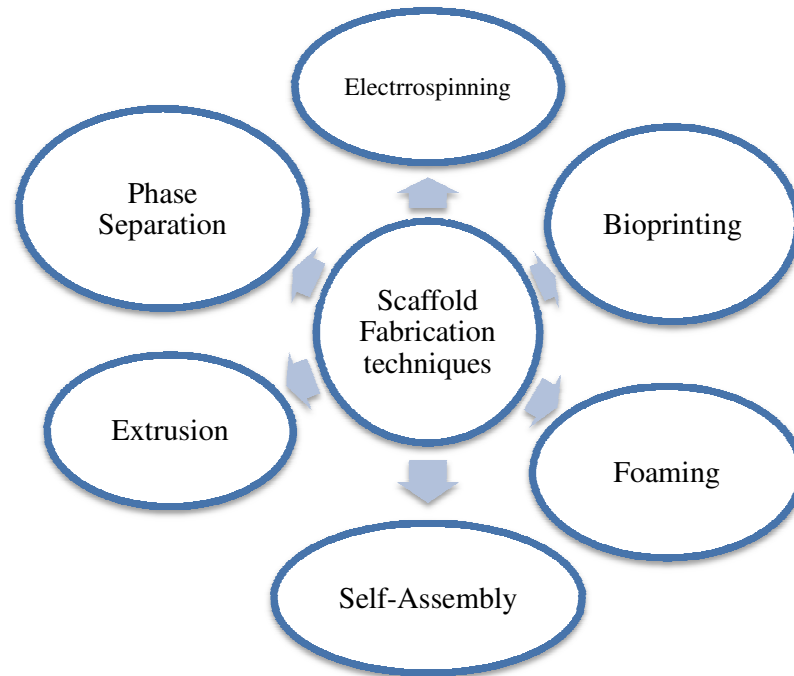 Electrrospinning
Phase
Separation
Bioprinting
Scaffold
Fabrication
techniques
Extrusion
Foaming
Self-Assembly